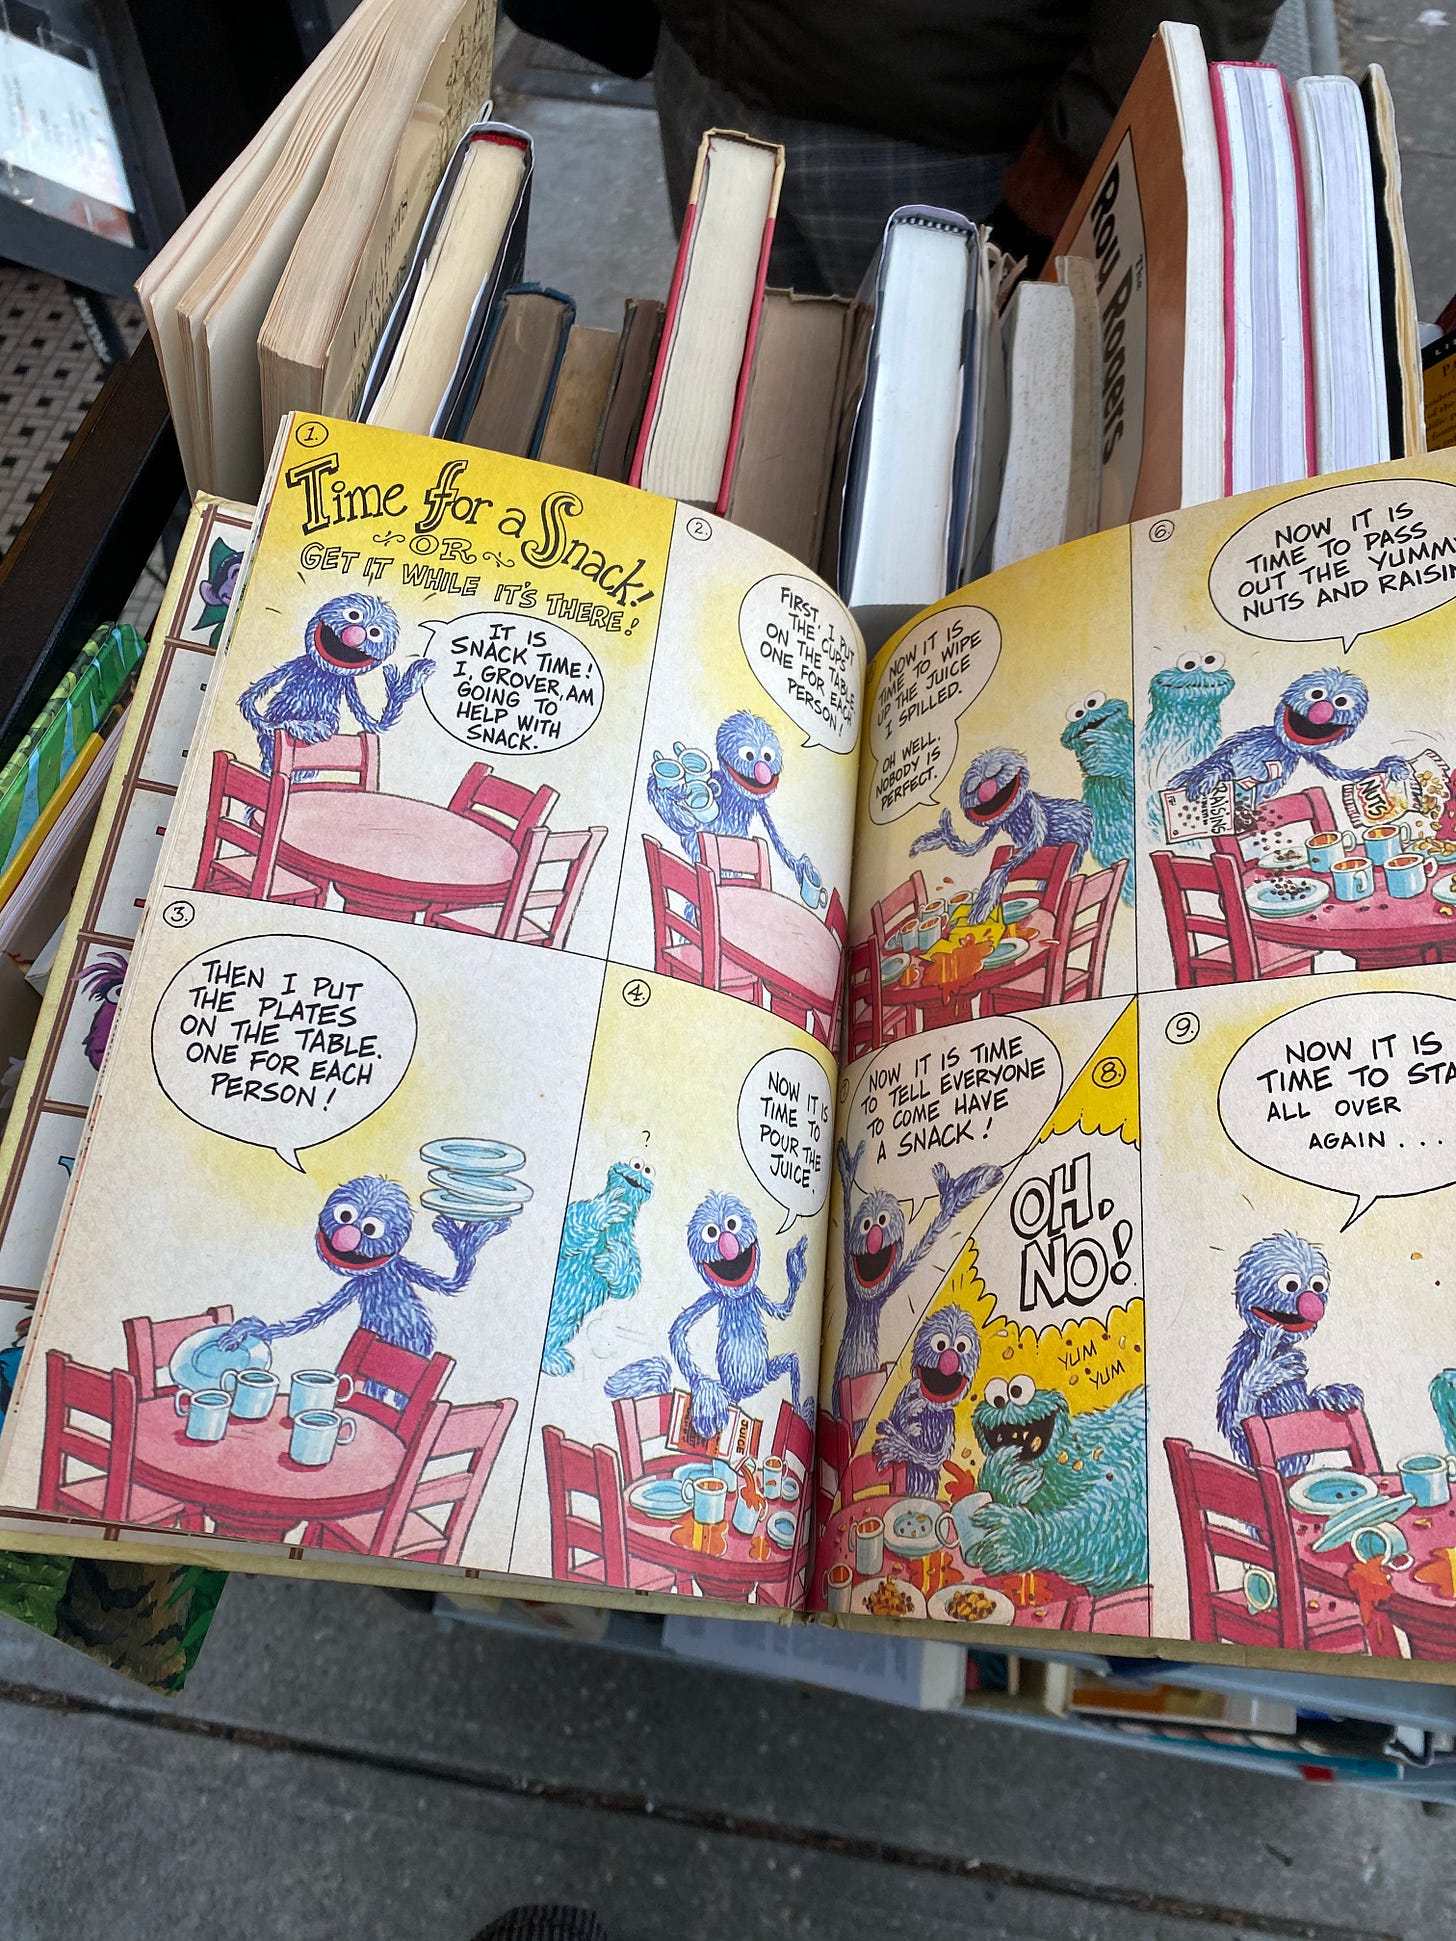 1.
Time for a Snack!
OR
GET IT WHILE IT'S THERE!
IT IS
SNACK TIME!
I, GROVER, AM
GOING TO
HELP WITH
SNACK.
2.
FIRST, I PUT
THE CUPS
ON THE TABLE.
ONE FOR EACH
PERSON!
3.
THEN I PUT
THE PLATES
ON THE TABLE.
ONE FOR EACH
PERSON!
4.
?
NOW IT IS
TIME TO
POUR THE
JUICE.
JUICE
NOW IT IS
TIME TO WIPE
UP THE JUICE
I SPILLED.
OH WELL,
NOBODY IS
PERFECT.
6.
NOW IT IS
TIME TO PASS
OUT THE YUMMY
NUTS AND RAISIN
RAISINS
NUTS
NOW IT IS TIME
TO TELL EVERYONE
TO COME HAVE
A SNACK!
8.
OH,
NO!
YUM
YUM
9.
NOW IT IS
TIME TO STA
ALL OVER
AGAIN...
The
Roy Rogers